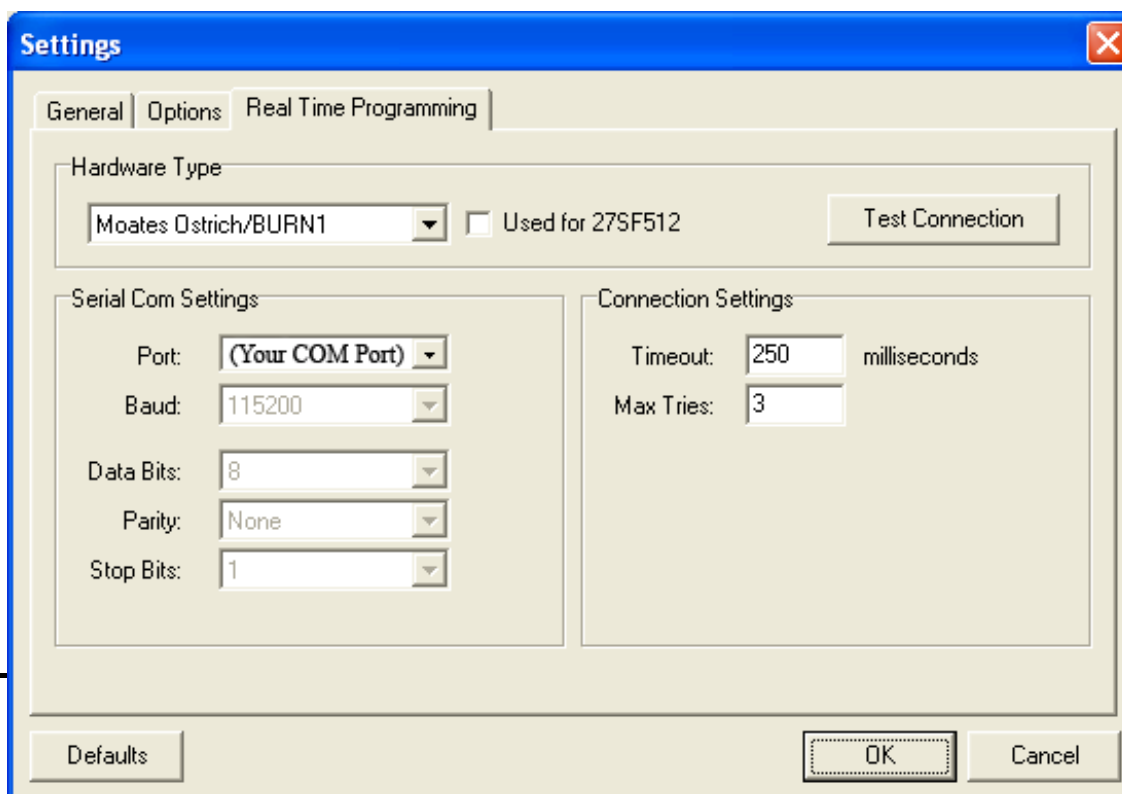 Settings
General Options Real Time Programming
Hardware Type
Moates Ostrich/BURN1 Used for 27SF512 Test Connection
Serial Com Settings
Port: (Your COM Port)
Baud: 115200
Data Bits: 8
Parity: None
Stop Bits: 1
Connection Settings
Timeout: 250 milliseconds
Max Tries: 3
Defaults OK Cancel